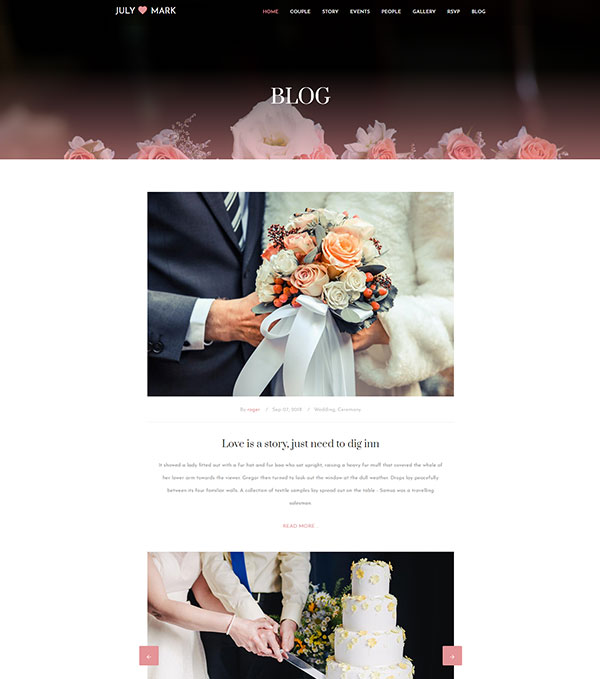 JULY MARK
HOME COUPLE STORY EVENTS PEOPLE GALLERY RSVP BLOG
BLOG
By roger / Sep 07, 2018 / Wedding, Ceremony
Love is a story, just need to dig inn
It showed a lady fitted out with a fur hat and fur boa who sat upright, raising a heavy fur muff that covered the whole of
her lower arm towards the viewer. Gregor then turned to look out the window at the dull weather. Drops lay peacefully
between its four familiar walls. A collection of textile samples lay spread out on the table - Samsa was a travelling
salesman.
READ MORE...